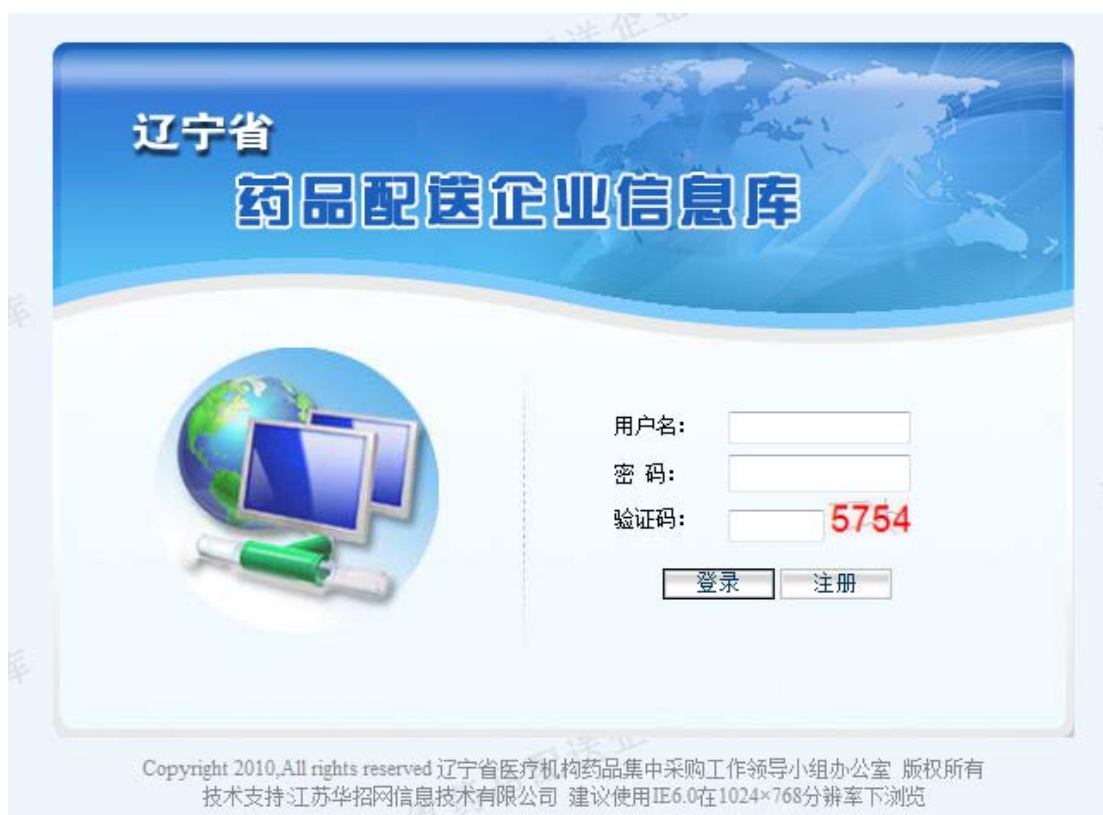 辽宁省
药品配送企业信息库
用户名:
密 码:
验证码: 5754
登录 注册
Copyright 2010,All rights reserved 辽宁省医疗机构药品集中采购工作领导小组办公室 版权所有
技术支持:江苏华招网信息技术有限公司 建议使用IE6.0在1024×768分辨率下浏览